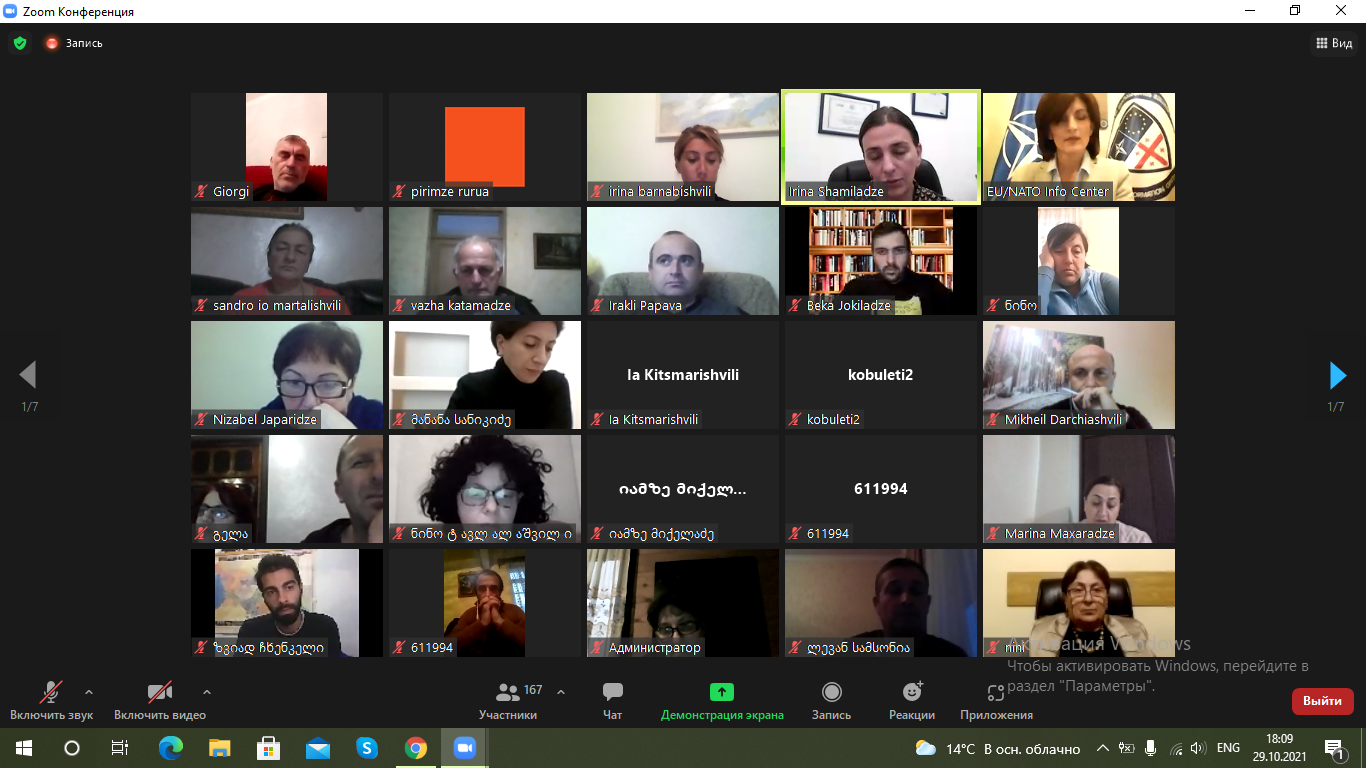 Zoom Конференция
Запись
Вид
Giorgi
pirimze rurua
irina barnabishvili
Irina Shamiladze
EU/NATO Info Center
sandro io martalishvili
vazha katamadze
Irakli Papava
Beka Jokiladze
ნინო
Nizabel Japaridze
მანანა სანიკიძე
Ia Kitsmarishvili
Ia Kitsmarishvili
kobuleti2
kobuleti2
Mikheil Darchiashvili
1/7
1/7
გელა
ნინო ტ ავლ ალ აშვილ ი
იამზე მიქელ...
იამზე მიქელაძე
611994
611994
Marina Maxaradze
ზვიად ჩხენკელი
611994
Администратор
ლევან სამსონია
nini
Активация Windows
Чтобы активировать Windows, перейдите в
раздел "Параметры".
Включить звук
Включить видео
167
Участники
Чат
Демонстрация экрана
Запись
Реакции
Приложения
Выйти
14°C В осн. облачно
ENG
18:09
29.10.2021
1